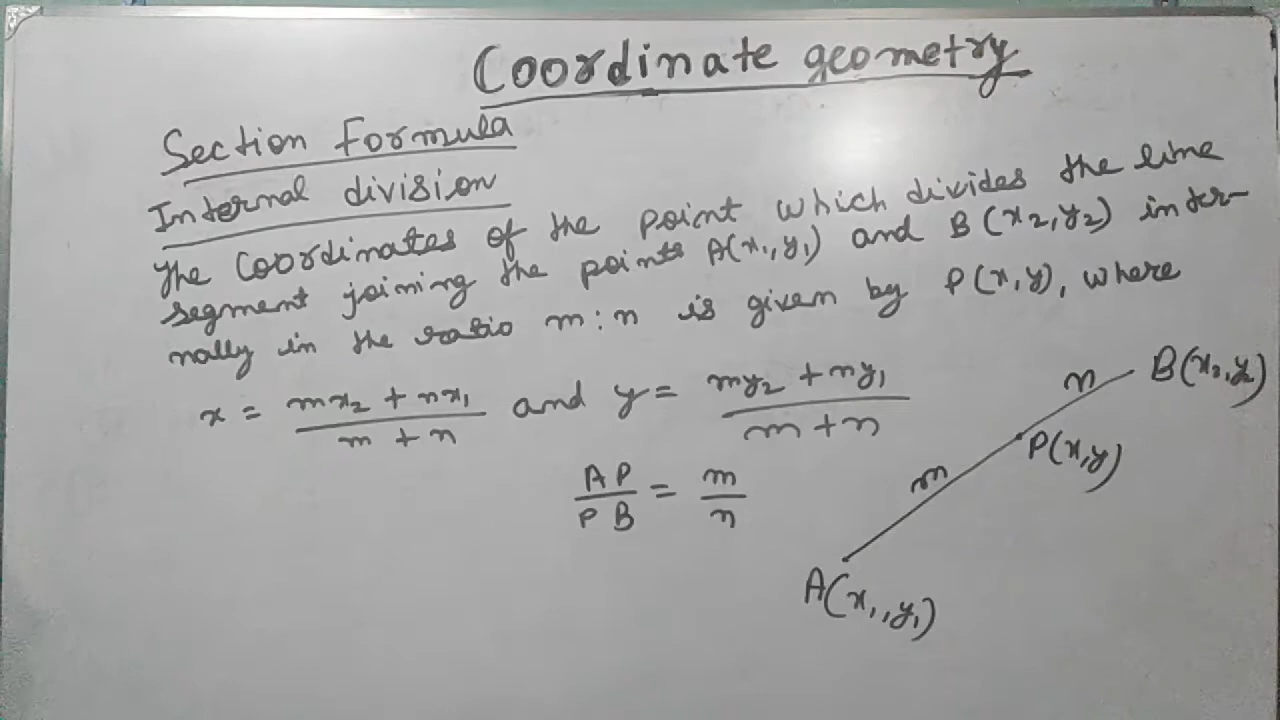 Coordinate geometry
Section Formula
Internal division
The Coordinates of the point which divides the line
segment joining the points A(x₁,y₁) and B(x₂,y₂) inter-
nally in the ratio m:n is given by P(x,y), where
x = mx₂ + nx₁ / m + n and y = my₂ + ny₁ / m + n
AP / PB = m / n
n B(x₂,y₂)
m P(x,y)
A(x₁,y₁)